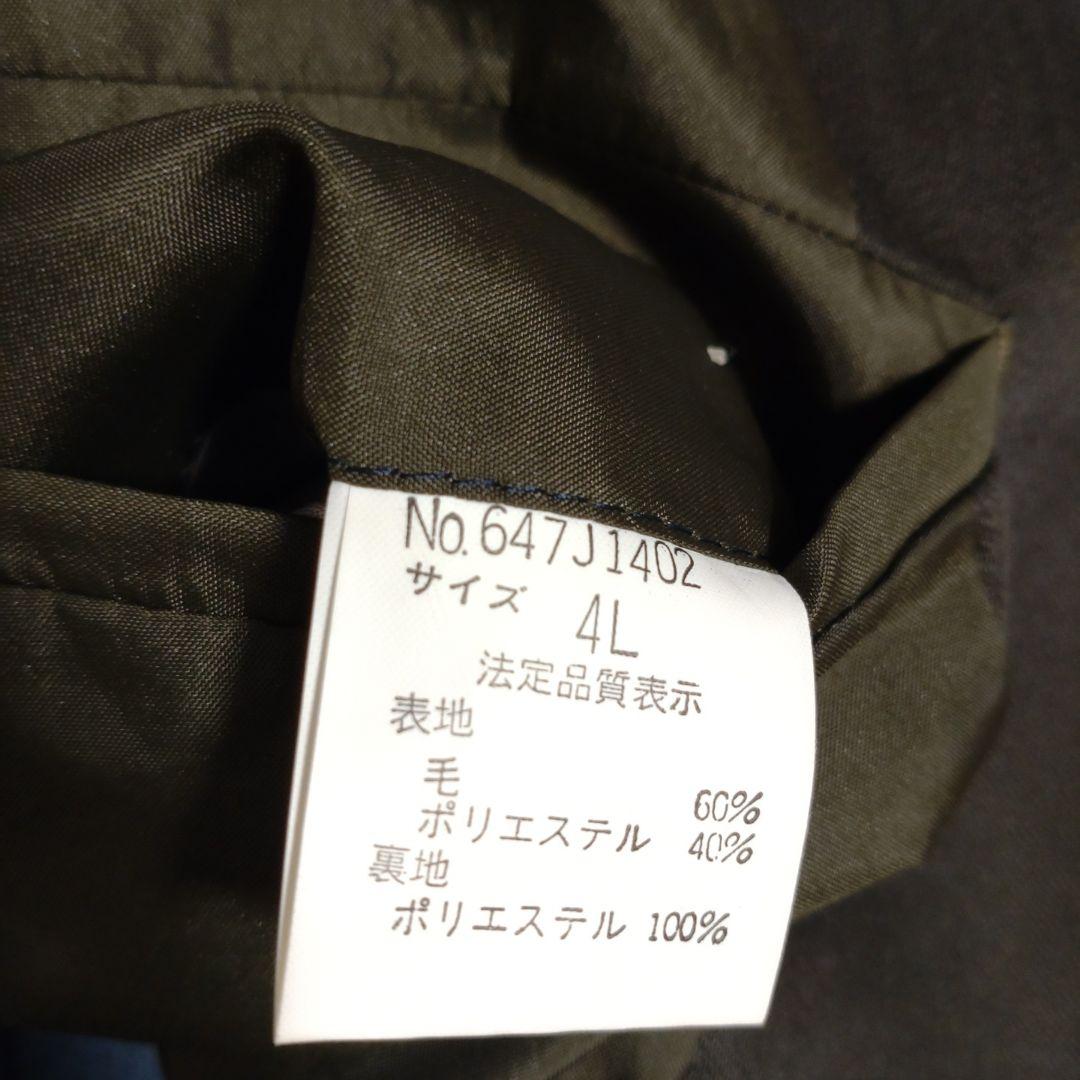 No.647J1402
サイズ 4L
法定品質表示
表地
毛 60%
ポリエステル 40%
裏地
ポリエステル 100%